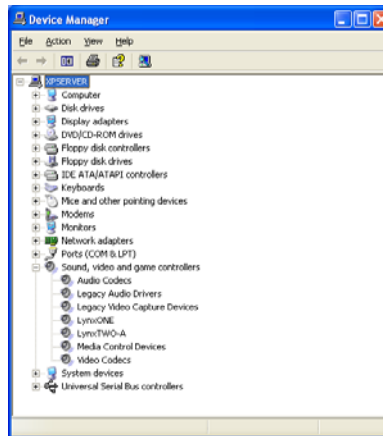 Device Manager
File Action View Help
XPSERVER
Computer
Disk drives
Display adapters
DVD/CD-ROM drives
Floppy disk controllers
Floppy disk drives
IDE ATA/ATAPI controllers
Keyboards
Mice and other pointing devices
Modems
Monitors
Network adapters
Ports (COM & LPT)
Sound, video and game controllers
Audio Codecs
Legacy Audio Drivers
Legacy Video Capture Devices
LynxONE
LynxTWO-A
Media Control Devices
Video Codecs
System devices
Universal Serial Bus controllers